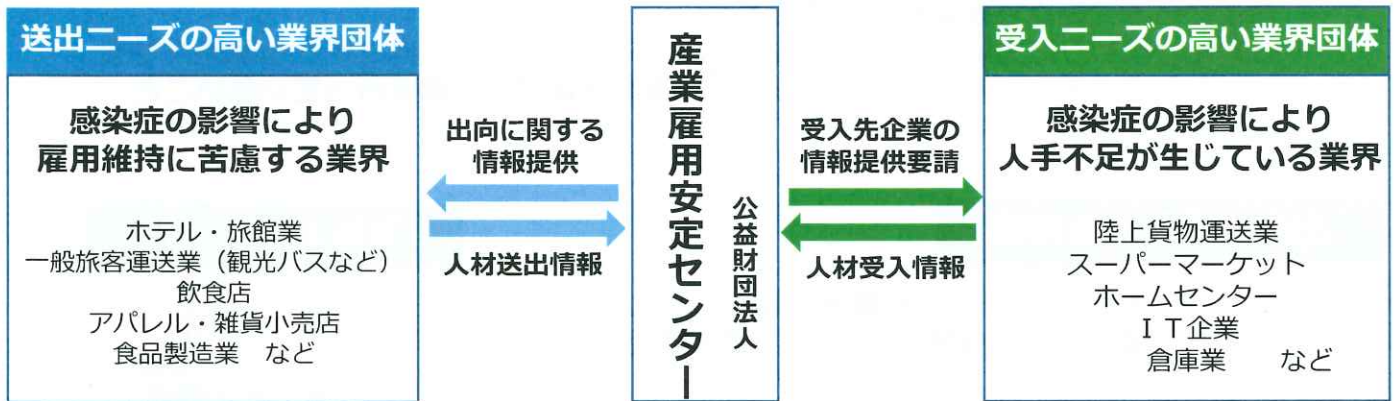 送出ニーズの高い業界団体
感染症の影響により
雇用維持に苦慮する業界
ホテル・旅館業
一般旅客運送業（観光バスなど）
飲食店
アパレル・雑貨小売店
食品製造業　など
出向に関する
情報提供
人材送出情報
公益財団法人
産業雇用安定センター
受入先企業の
情報提供要請
人材受入情報
受入ニーズの高い業界団体
感染症の影響により
人手不足が生じている業界
陸上貨物運送業
スーパーマーケット
ホームセンター
ＩＴ企業
倉庫業　　など